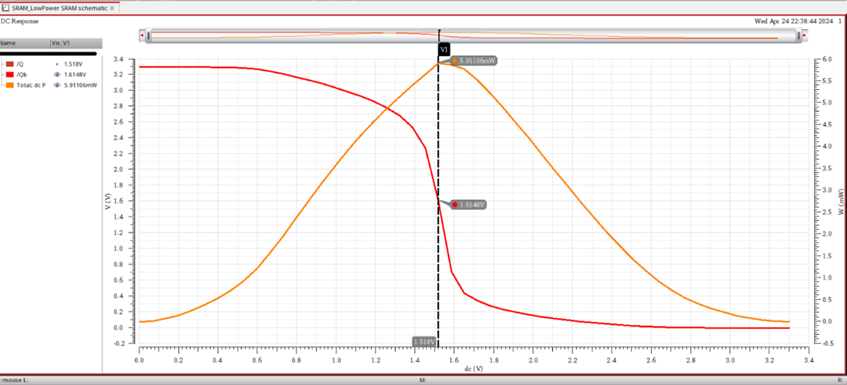 SRAM_LowPower SRAM schematic ×
DC Response
Wed Apr 24 22:38:44 2024 1
Name Vis V1
/Q 1.518V
/Qb 1.6148V
Total; dc P 5.91106mW
V1
5.91106mW
1.6148V
1.518V
V (V)
3.4
3.2
3.0
2.8
2.6
2.4
2.2
2.0
1.8
1.6
1.4
1.2
1.0
0.8
0.6
0.4
0.2
0.0
-0.2
W (mW)
6.0
5.5
5.0
4.5
4.0
3.5
3.0
2.5
2.0
1.5
1.0
0.5
0.0
-0.5
0.0 0.2 0.4 0.6 0.8 1.0 1.2 1.4 1.6 1.8 2.0 2.2 2.4 2.6 2.8 3.0 3.2 3.4
dc (V)
mouse L: M: R: